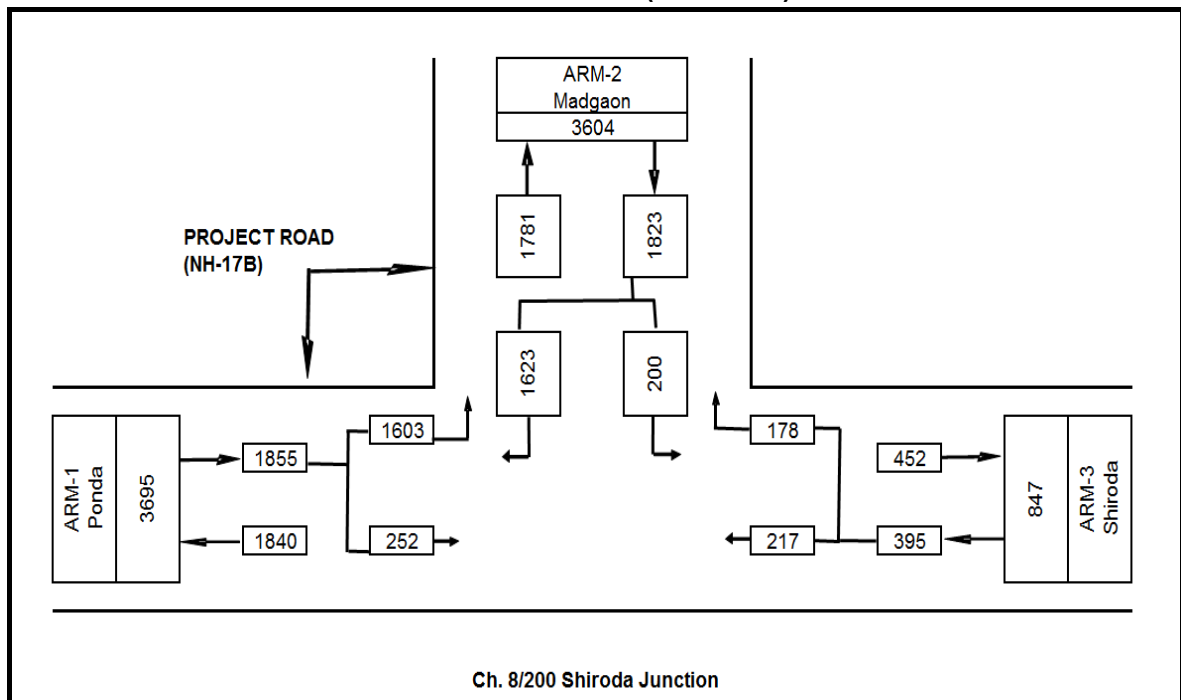 ARM-2
Madgaon
3604
1781
1823
PROJECT ROAD
(NH-17B)
1623
200
1603
178
1855
452
ARM-1
Ponda
3695
847
ARM-3
Shiroda
1840
252
217
395
Ch. 8/200 Shiroda Junction